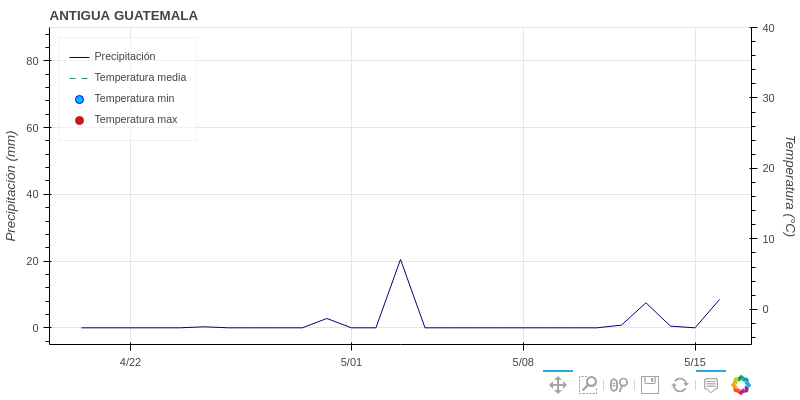 ANTIGUA GUATEMALA
Precipitación
Temperatura media
Temperatura min
Temperatura max
Precipitación (mm)
80
60
40
20
0
40
30
20
10
0
Temperatura (°C)
4/22
5/01
5/08
5/15